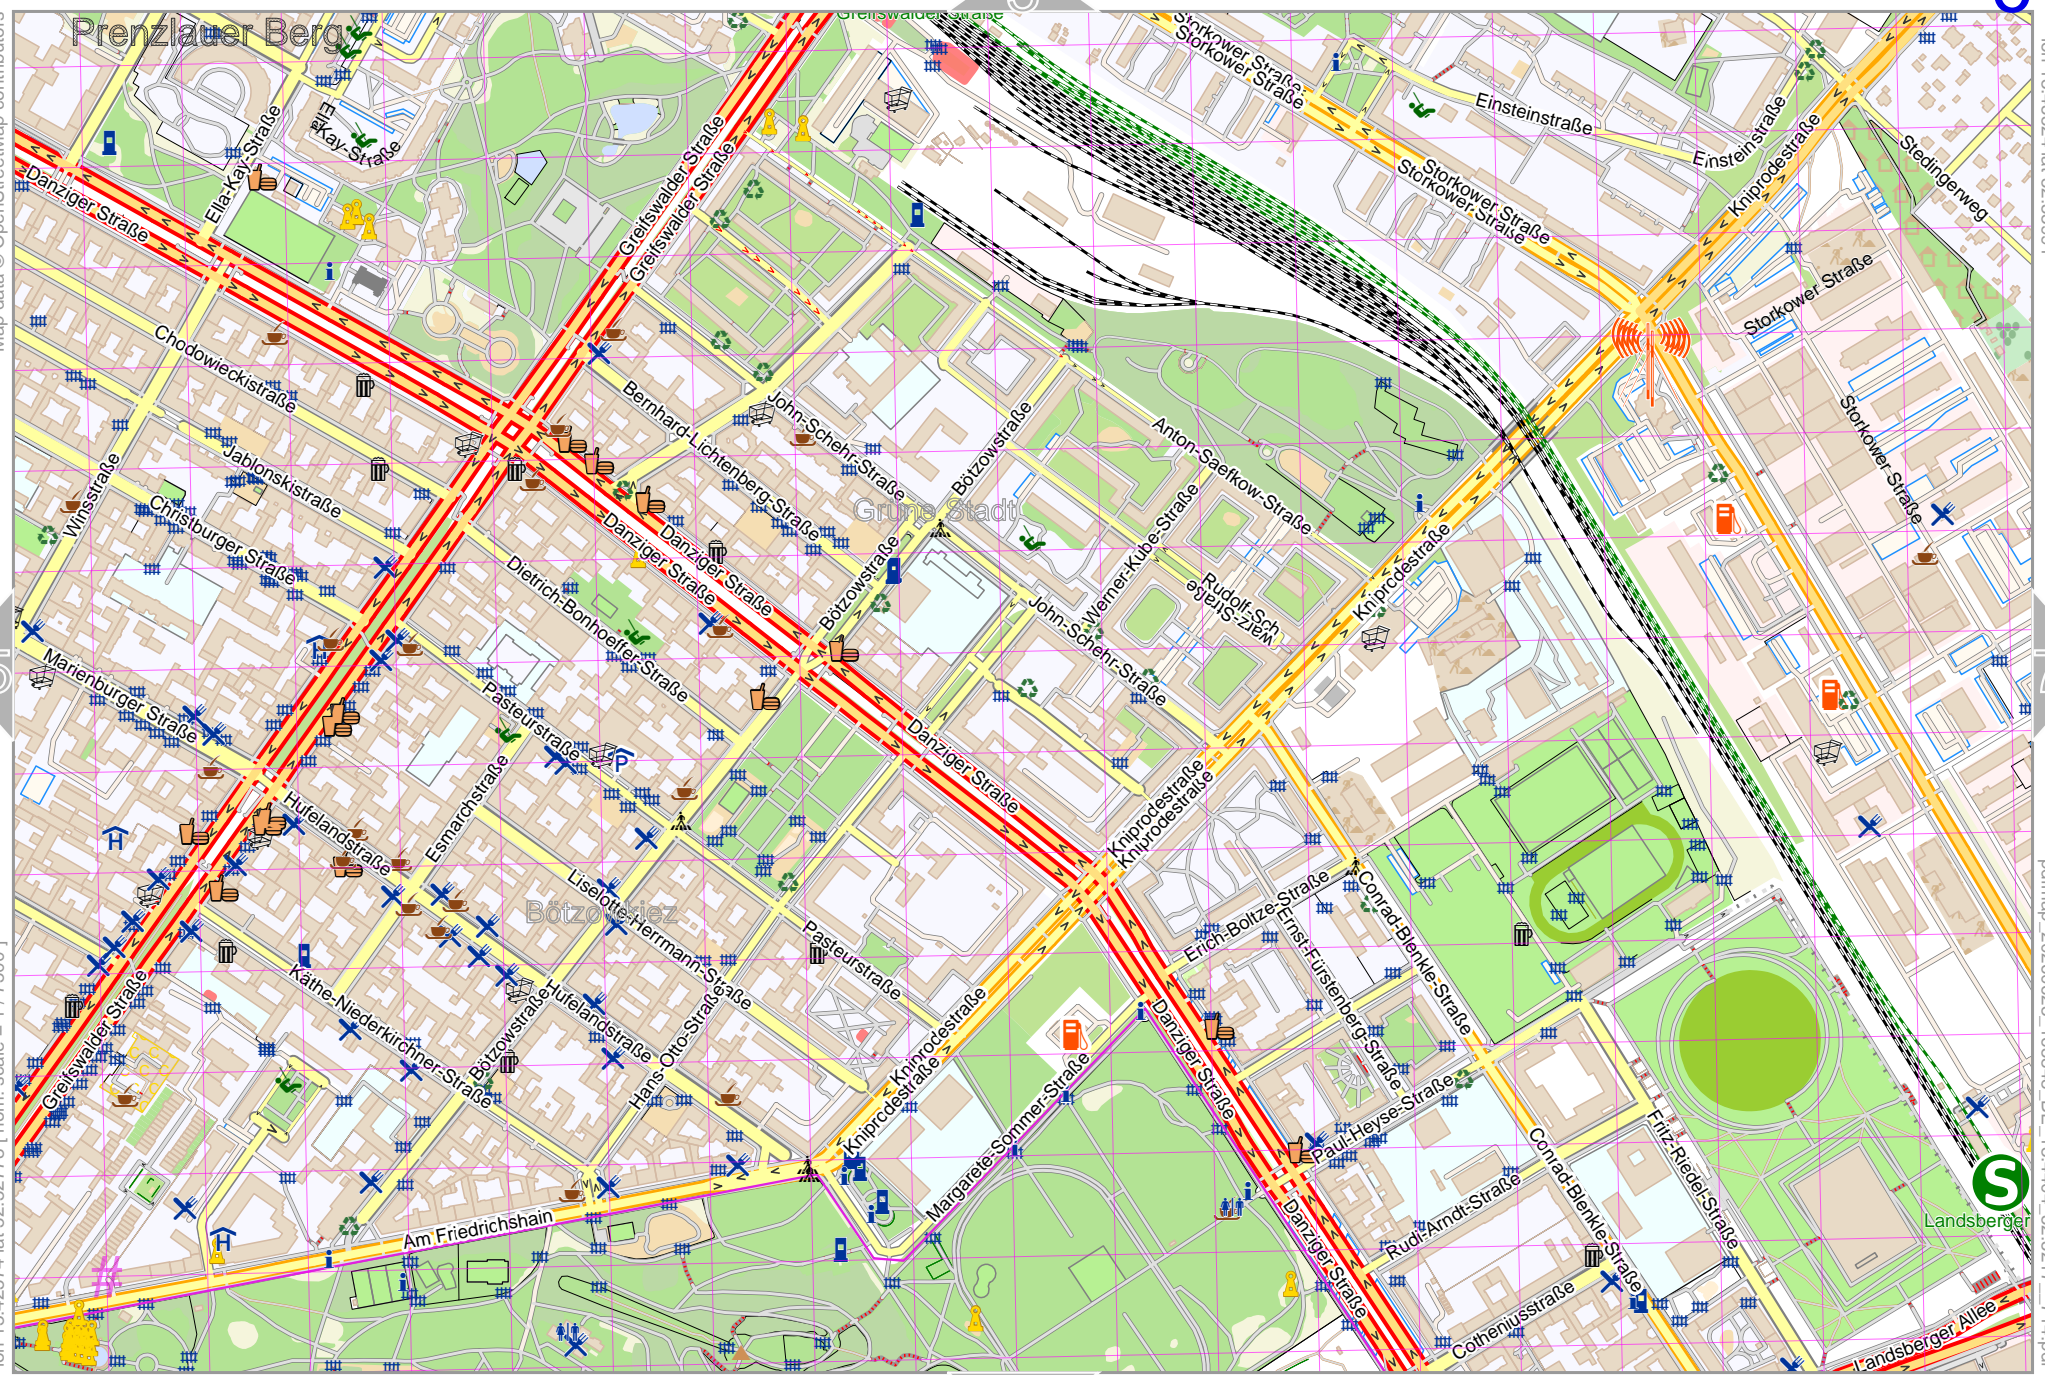 Greifswalder Straße
Prenzlauer Berg
Storkower Straße
Storkower Straße
Einsteinstraße
Einsteinstraße
Kniprodestraße
Stedingerweg
Ella-Kay-Straße
Ella-Kay-Straße
Danziger Straße
Greifswalder Straße
Greifswalder Straße
Storkower Straße
Storkower Straße
Storkower Straße
Storkower Straße
Chodowieckistraße
Jablonskistraße
Christburger Straße
Winsstraße
Marienburger Straße
Bernhard-Lichtenberg-Straße
John-Schehr-Straße
Bötzowstraße
Grüne Stadt
Anton-Saefkow-Straße
Werner-Kube-Straße
Rudolf-Sch
warz-Straße
Kniprodestraße
Danziger Straße
Danziger Straße
Bötzowstraße
John-Schehr-Straße
Dietrich-Bonhoeffer-Straße
Pasteurstraße
P
H
H
Hufelandstraße
Esmarchstraße
Danziger Straße
Kniprodestraße
Kniprodestraße
Liselotte-Herrmann-Straße
Bötzowkiez
Pasteurstraße
Erich-Boltze-Straße
Ernst-Fürstenberg-Straße
Conrad-Blenkle-Straße
Käthe-Niederkirchner-Straße
Bötzowstraße
Hufelandstraße
Hans-Otto-Straße
Greifswalder Straße
Kniprodestraße
Kniprodestraße
Margarete-Sommer-Straße
Danziger Straße
Paul-Heyse-Straße
Fritz-Riedel-Straße
Conrad-Blenkle-Straße
Rudi-Arndt-Straße
Danziger Straße
Am Friedrichshain
H
#
S
Landsberger
Cotheniusstraße
Landsberger Allee